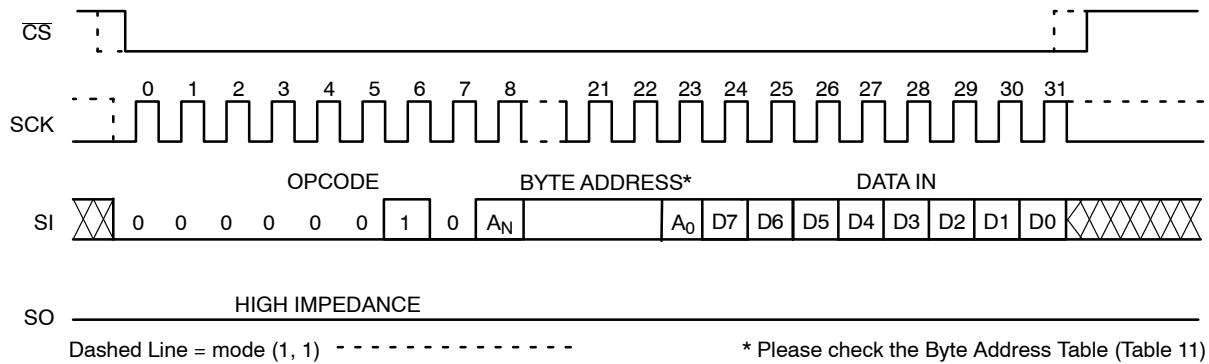 CS
0 1 2 3 4 5 6 7 8 21 22 23 24 25 26 27 28 29 30 31
SCK
OPCODE BYTE ADDRESS* DATA IN
SI 0 0 0 0 0 0 1 0 AN A0 D7 D6 D5 D4 D3 D2 D1 D0
HIGH IMPEDANCE
SO
Dashed Line = mode (1, 1) * Please check the Byte Address Table (Table 11)